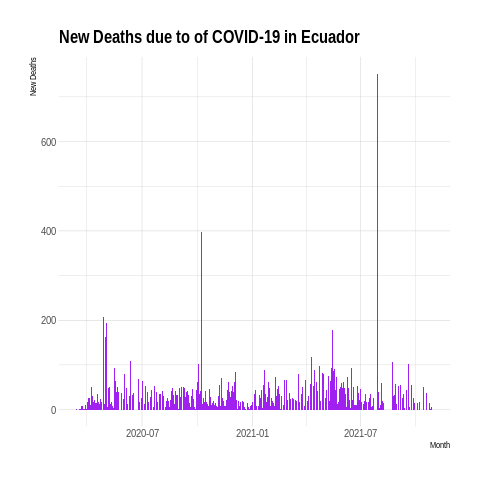 New Deaths due to of COVID-19 in Ecuador
New Deaths
600
400
200
0
2020-07
2021-01
2021-07
Month